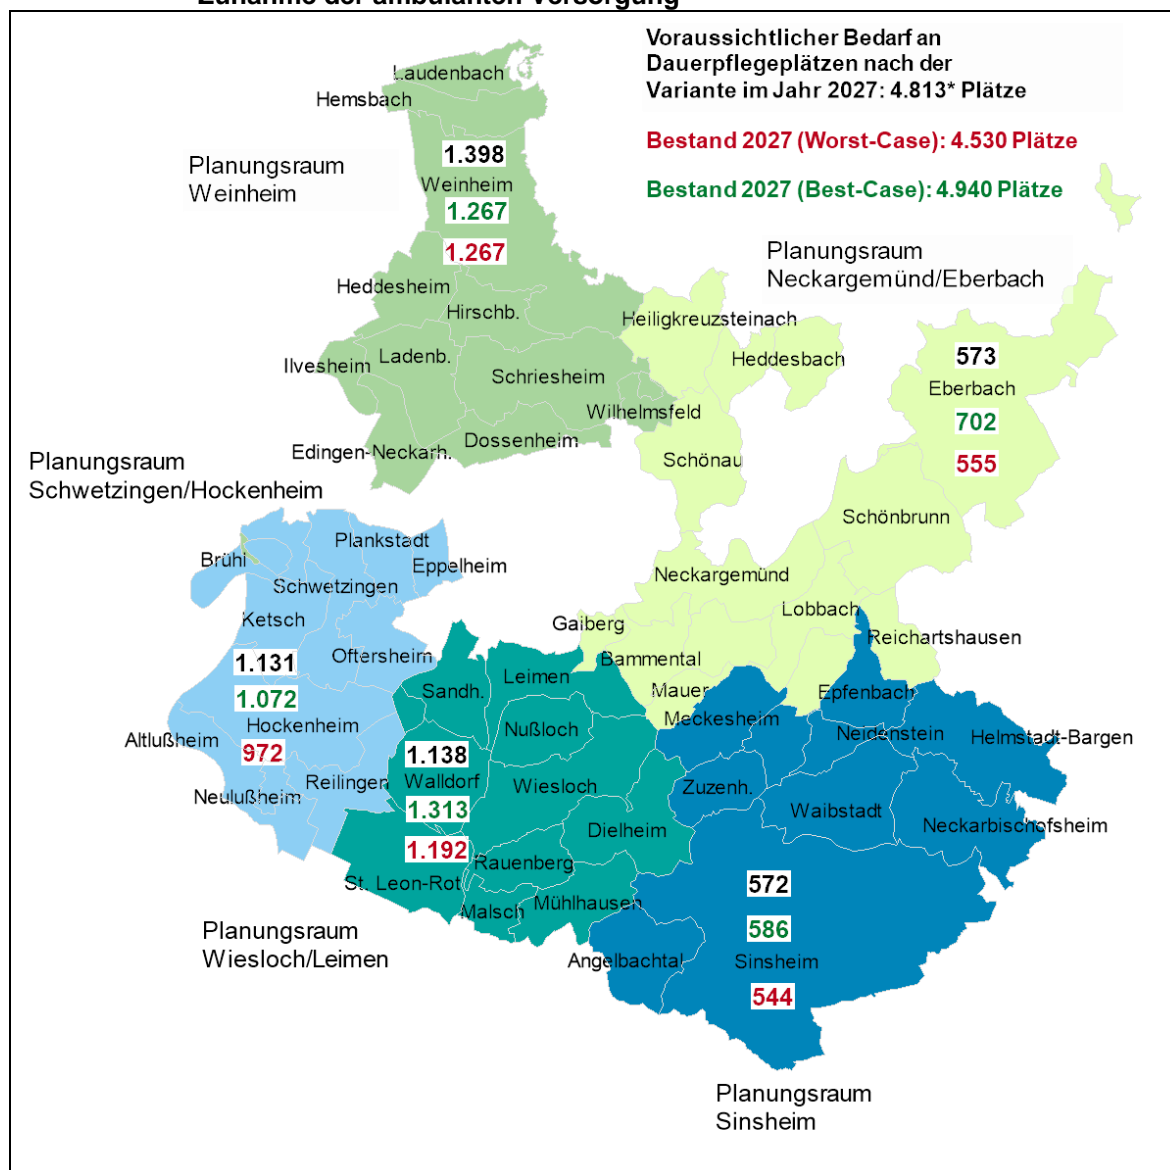 Zunahme der ambulanten Versorgung
Voraussichtlicher Bedarf an
Dauerpflegeplätzen nach der
Variante im Jahr 2027: 4.813* Plätze
Bestand 2027 (Worst-Case): 4.530 Plätze
Bestand 2027 (Best-Case): 4.940 Plätze
Laudenbach
Hemsbach
Planungsraum
Weinheim
1.398
Weinheim
1.267
1.267
Heddesheim
Hirschb.
Ilvesheim
Ladenb.
Schriesheim
Wilhelmsfeld
Edingen-Neckarh.
Dossenheim
Planungsraum
Neckargemünd/Eberbach
Heiligkreuzsteinach
Heddesbach
573
Eberbach
702
555
Schönau
Schönbrunn
Neckargemünd
Lobbach
Reichartshausen
Gaiberg
Bammental
Mauer
Planungsraum
Schwetzingen/Hockenheim
Plankstadt
Brühl
Eppelheim
Schwetzingen
Ketsch
Oftersheim
1.131
1.072
Hockenheim
Altlußheim
972
Reilingen
Neulußheim
Sandh.
Leimen
Nußloch
1.138
Walldorf
Wiesloch
1.313
Dielheim
1.192
Rauenberg
St. Leon-Rot
Malsch
Mühlhausen
Planungsraum
Wiesloch/Leimen
Meckesheim
Epfenbach
Neidenstein
Helmstadt-Bargen
Zuzenh.
Waibstadt
Neckarbischofsheim
572
586
Angelbachtal
Sinsheim
544
Planungsraum
Sinsheim